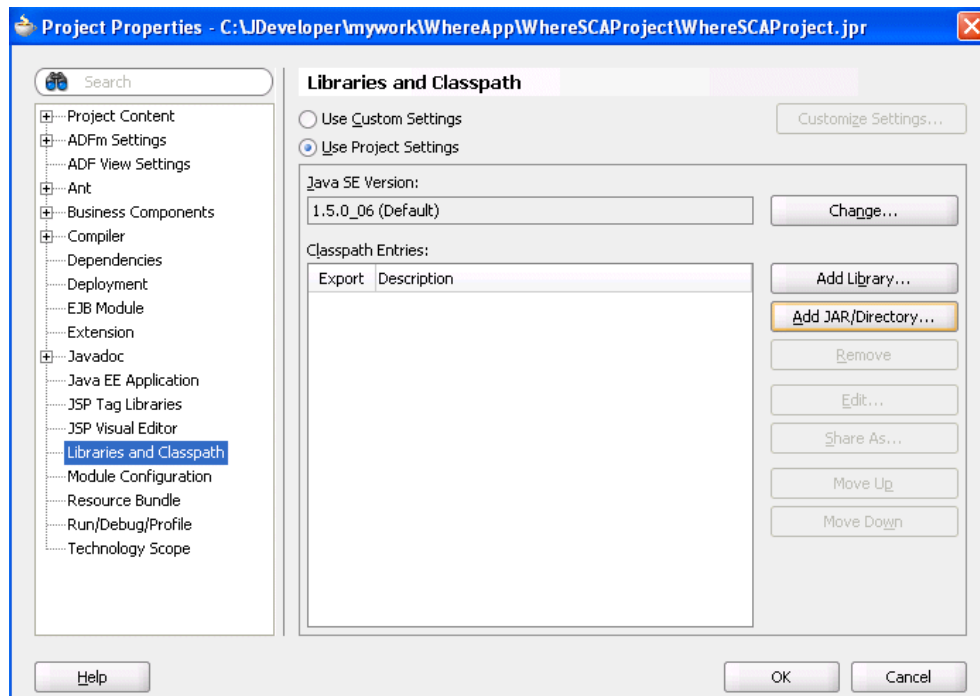 Project Properties - C:\JDeveloper\mywork\WhereApp\WhereSCAProject\WhereSCAProject.jpr
Search
Project Content
ADFm Settings
ADF View Settings
Ant
Business Components
Compiler
Dependencies
Deployment
EJB Module
Extension
Javadoc
Java EE Application
JSP Tag Libraries
JSP Visual Editor
Libraries and Classpath
Module Configuration
Resource Bundle
Run/Debug/Profile
Technology Scope
Libraries and Classpath
Use Custom Settings
Customize Settings...
Use Project Settings
Java SE Version:
1.5.0_06 (Default)
Change...
Classpath Entries:
Export Description
Add Library...
Add JAR/Directory...
Remove
Edit...
Share As...
Move Up
Move Down
Help
OK
Cancel